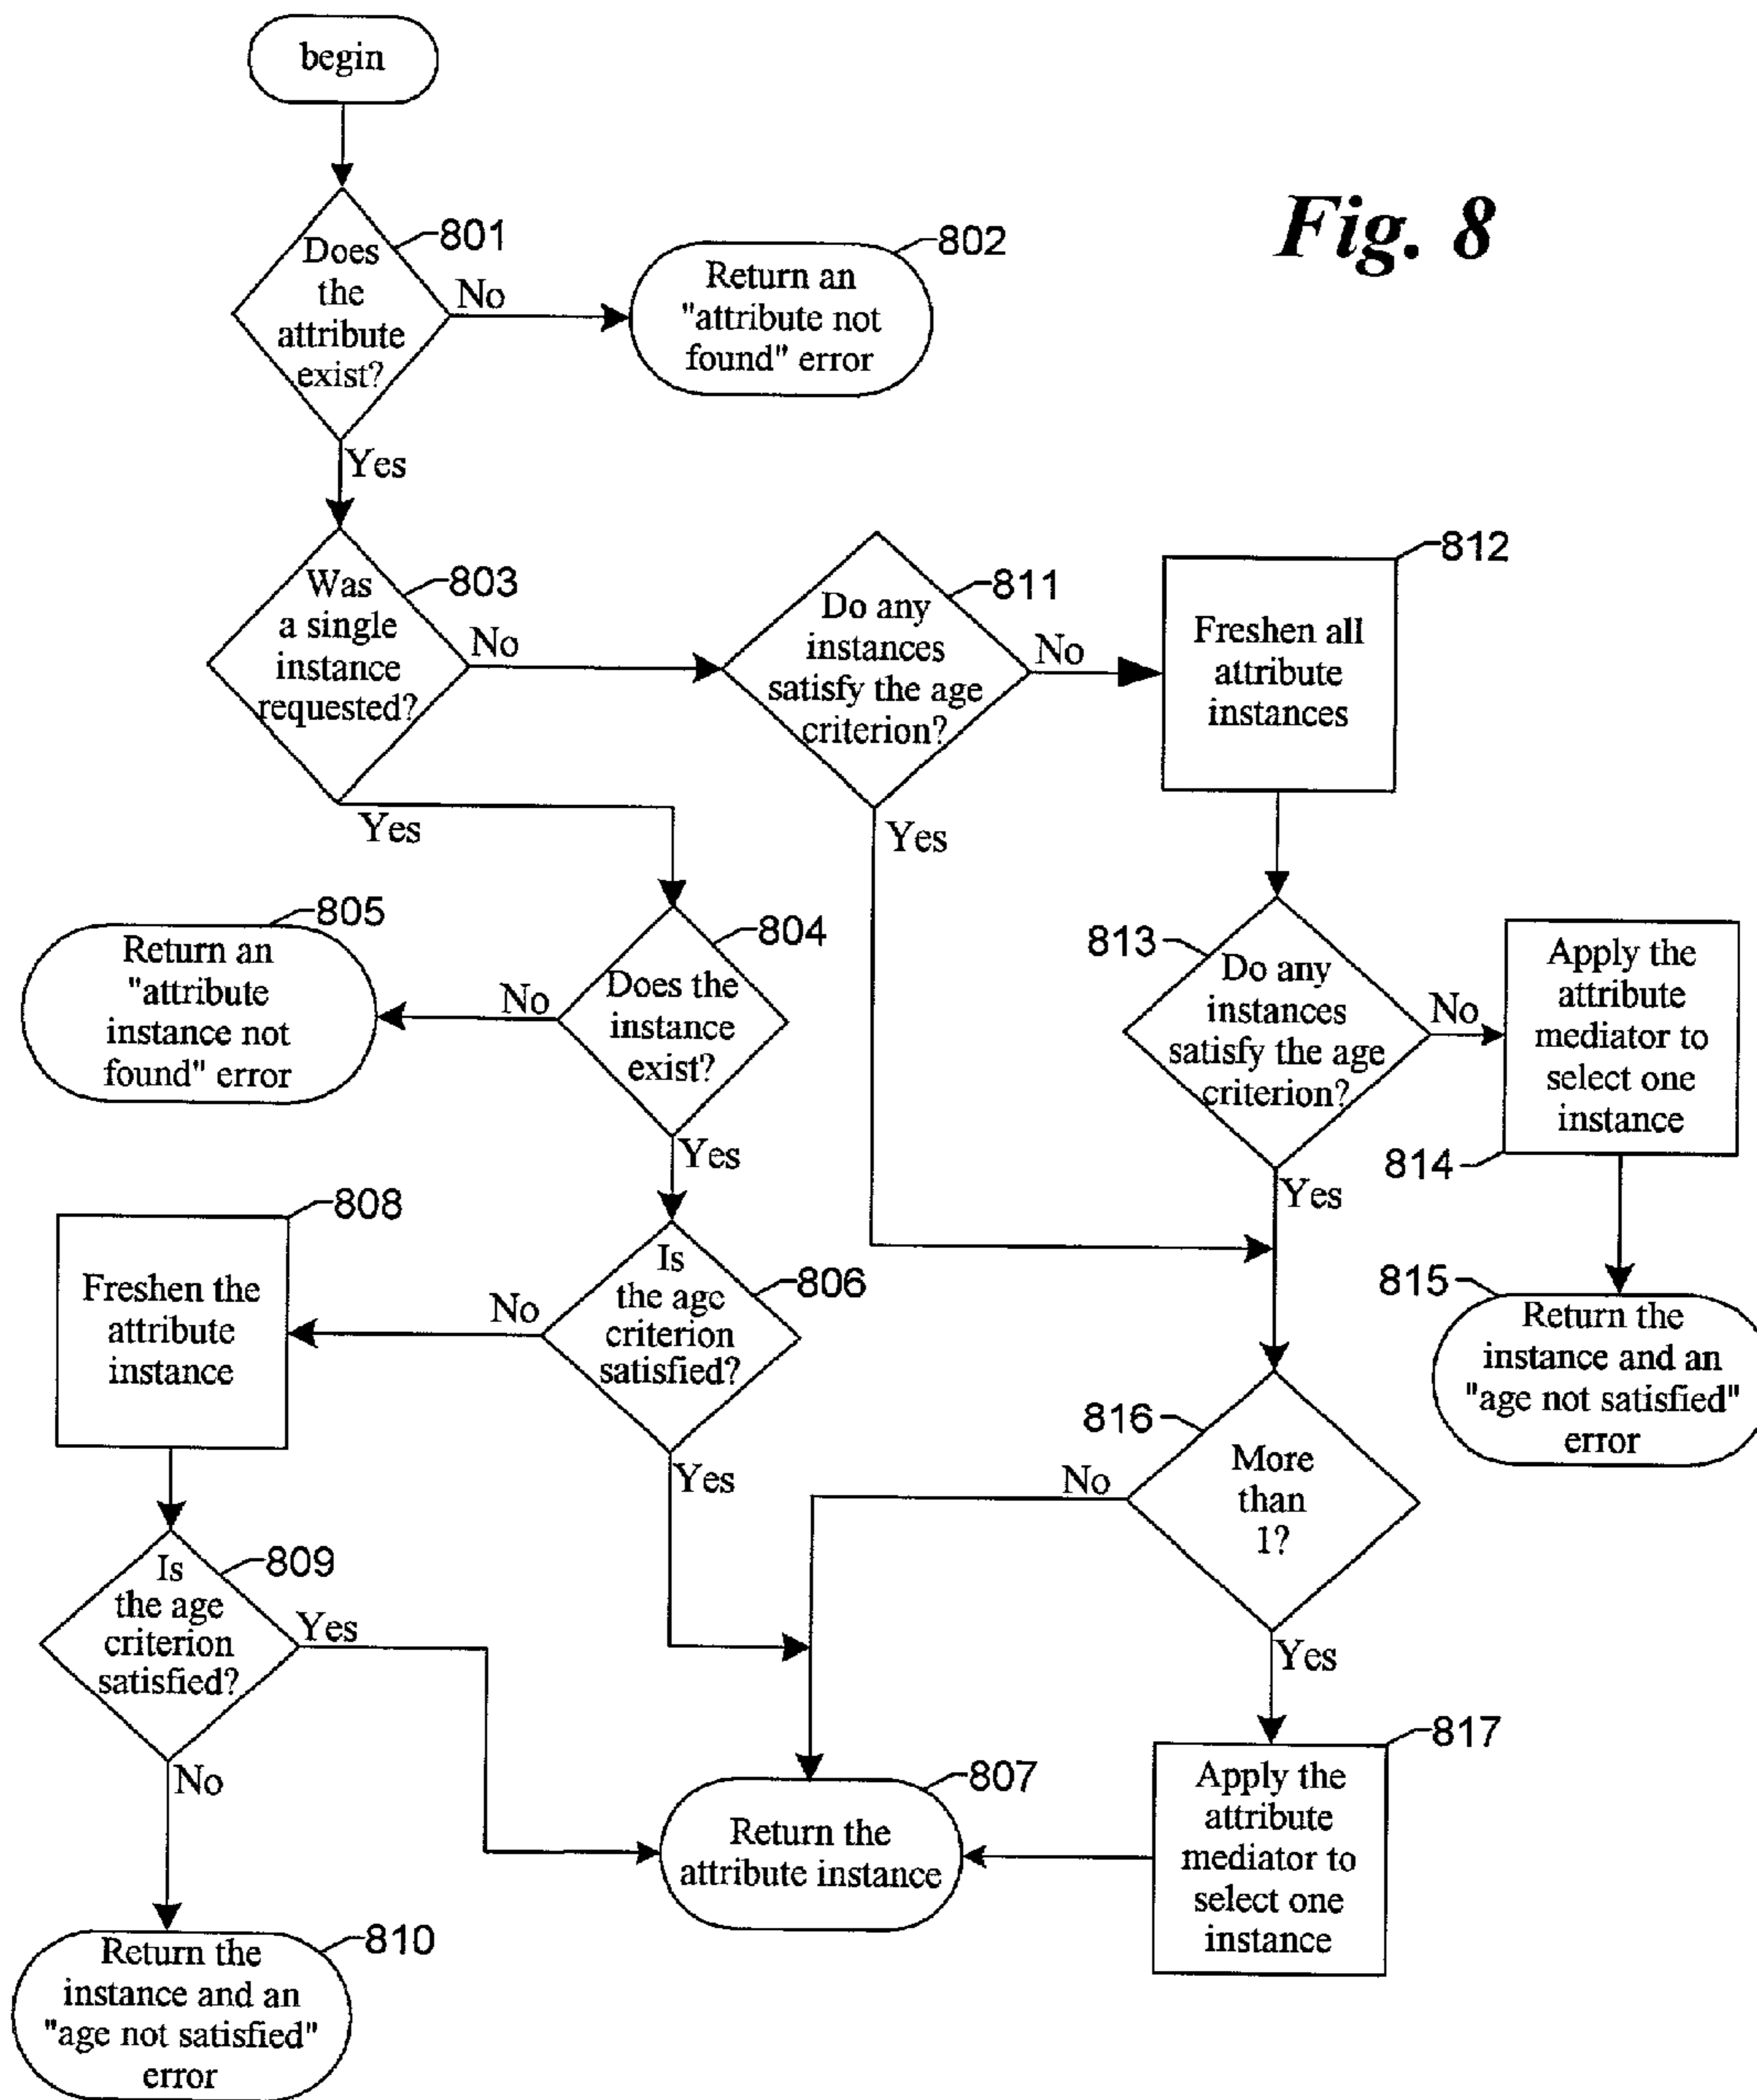 begin
Fig. 8
801
Does
the
attribute
exist?
No
802
Return an
"attribute not
found" error
Yes
803
Was
a single
instance
requested?
No
811
Do any
instances
satisfy the age
criterion?
No
812
Freshen all
attribute
instances
Yes
Yes
805
Return an
"attribute
instance not
found" error
804
No
Does the
instance
exist?
Yes
813
Do any
instances
satisfy the age
criterion?
No
Apply the
attribute
mediator to
select one
instance
814
Yes
808
Freshen the
attribute
instance
806
No
Is
the age
criterion
satisfied?
Yes
815
Return the
instance and an
"age not satisfied"
error
816
No
More
than
1?
Yes
809
Is
the age
criterion
satisfied?
Yes
No
807
Return the
attribute instance
817
Apply the
attribute
mediator to
select one
instance
810
Return the
instance and an
"age not satisfied"
error